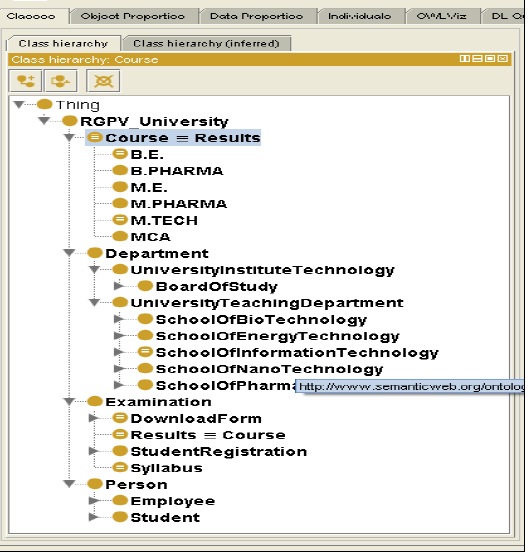 Classes Object Properties Data Properties Individuals OWLViz DL
Class hierarchy Class hierarchy (inferred)
Class hierarchy: Course
Thing
RGPV_University
Course ≡ Results
B.E.
B.PHARMA
M.E.
M.PHARMA
M.TECH
MCA
Department
UniversityInstituteTechnology
BoardOfStudy
UniversityTeachingDepartment
SchoolOfBioTechnology
SchoolOfEnergyTechnology
SchoolOfInformationTechnology
SchoolOfNanoTechnology
SchoolOfPharma http://www.semanticweb.org/ontolog
Examination
DownloadForm
Results ≡ Course
StudentRegistration
Syllabus
Person
Employee
Student